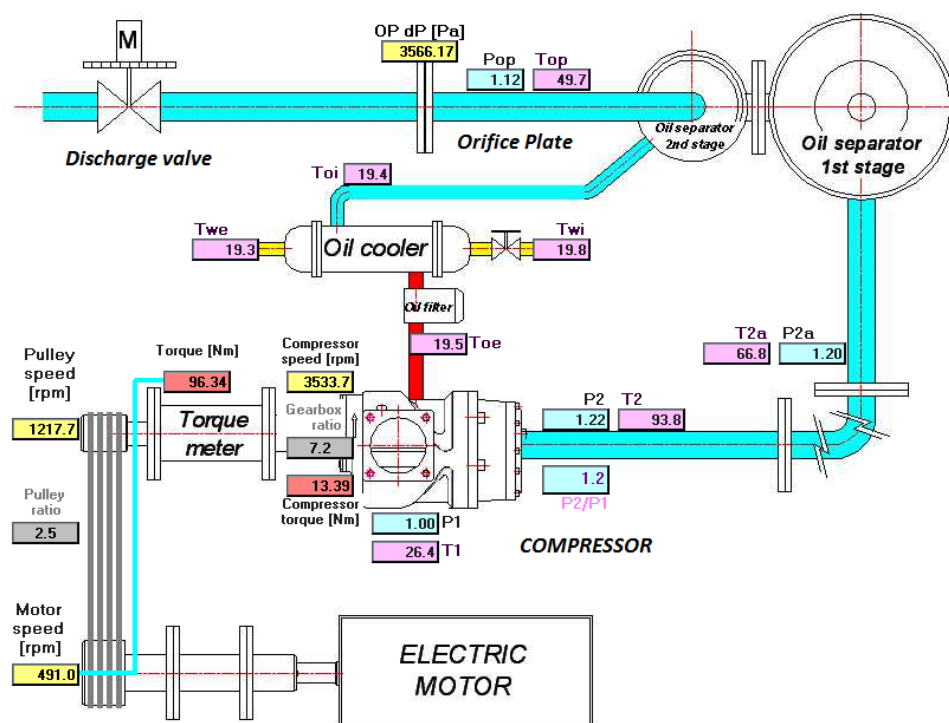 OP dP [Pa]
3566.17
M
Pop
Top
1.12
49.7
Discharge valve
Orifice Plate
Oil separator
2nd stage
Oil separator
1st stage
Toi
19.4
Twe
19.3
Oil cooler
Twi
19.8
Oil filter
19.5
Toe
T2a
P2a
66.8
1.20
Pulley
speed
[rpm]
1217.7
Torque [Nm]
96.34
Compressor
speed [rpm]
3533.7
Gearbox
ratio
7.2
Torque
meter
13.39
Compressor
torque [Nm]
P2
T2
1.22
93.8
1.2
P2/P1
1.00
P1
26.4
T1
COMPRESSOR
Pulley
ratio
2.5
Motor
speed
[rpm]
491.0
ELECTRIC
MOTOR